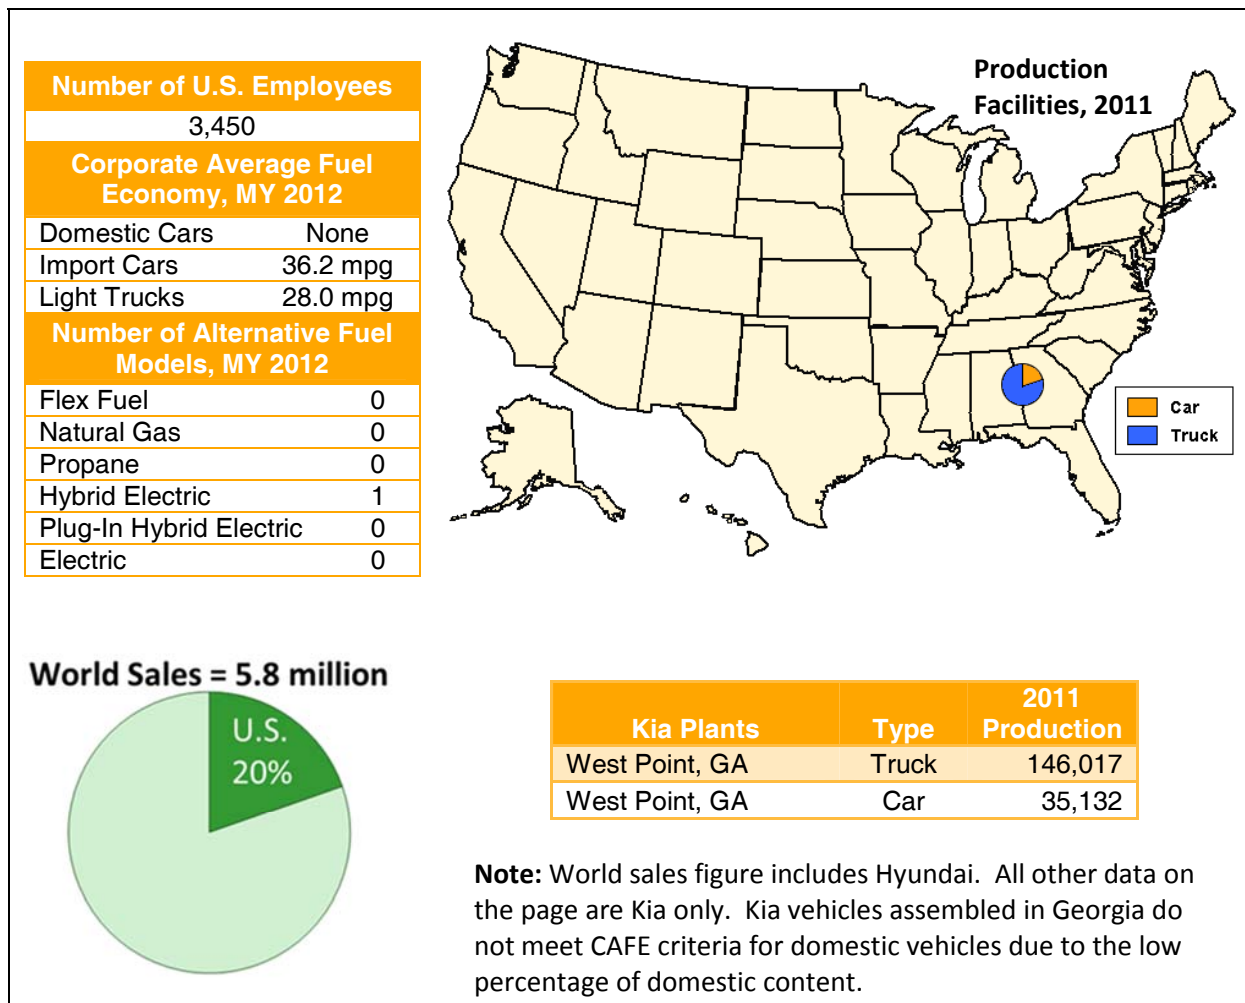 Number of U.S. Employees
3,450
Corporate Average Fuel
Economy, MY 2012
Domestic Cars None
Import Cars 36.2 mpg
Light Trucks 28.0 mpg
Number of Alternative Fuel
Models, MY 2012
Flex Fuel 0
Natural Gas 0
Propane 0
Hybrid Electric 1
Plug-In Hybrid Electric 0
Electric 0
Production
Facilities, 2011
Car
Truck
World Sales = 5.8 million
U.S.
20%
2011
Kia Plants Type Production
West Point, GA Truck 146,017
West Point, GA Car 35,132
Note: World sales figure includes Hyundai. All other data on
the page are Kia only. Kia vehicles assembled in Georgia do
not meet CAFE criteria for domestic vehicles due to the low
percentage of domestic content.